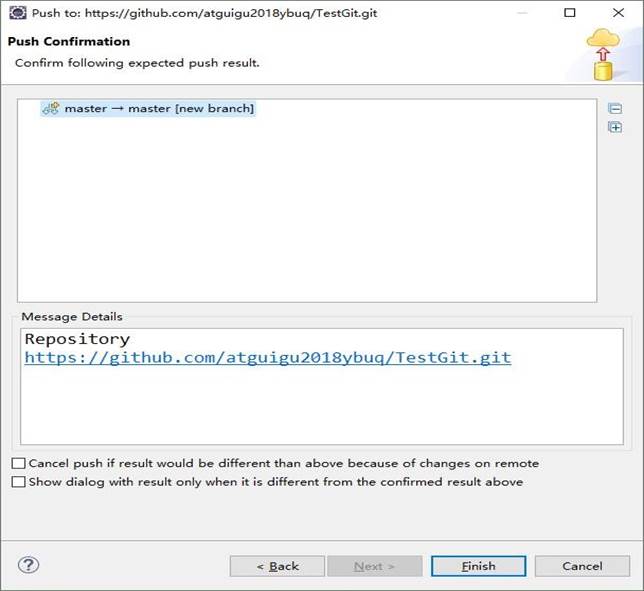 Push to: https://github.com/atguigu2018ybuq/TestGit.git
Push Confirmation
Confirm following expected push result.
master → master [new branch]
Message Details
Repository
https://github.com/atguigu2018ybuq/TestGit.git
Cancel push if result would be different than above because of changes on remote
Show dialog with result only when it is different from the confirmed result above
? < Back Next > Finish Cancel